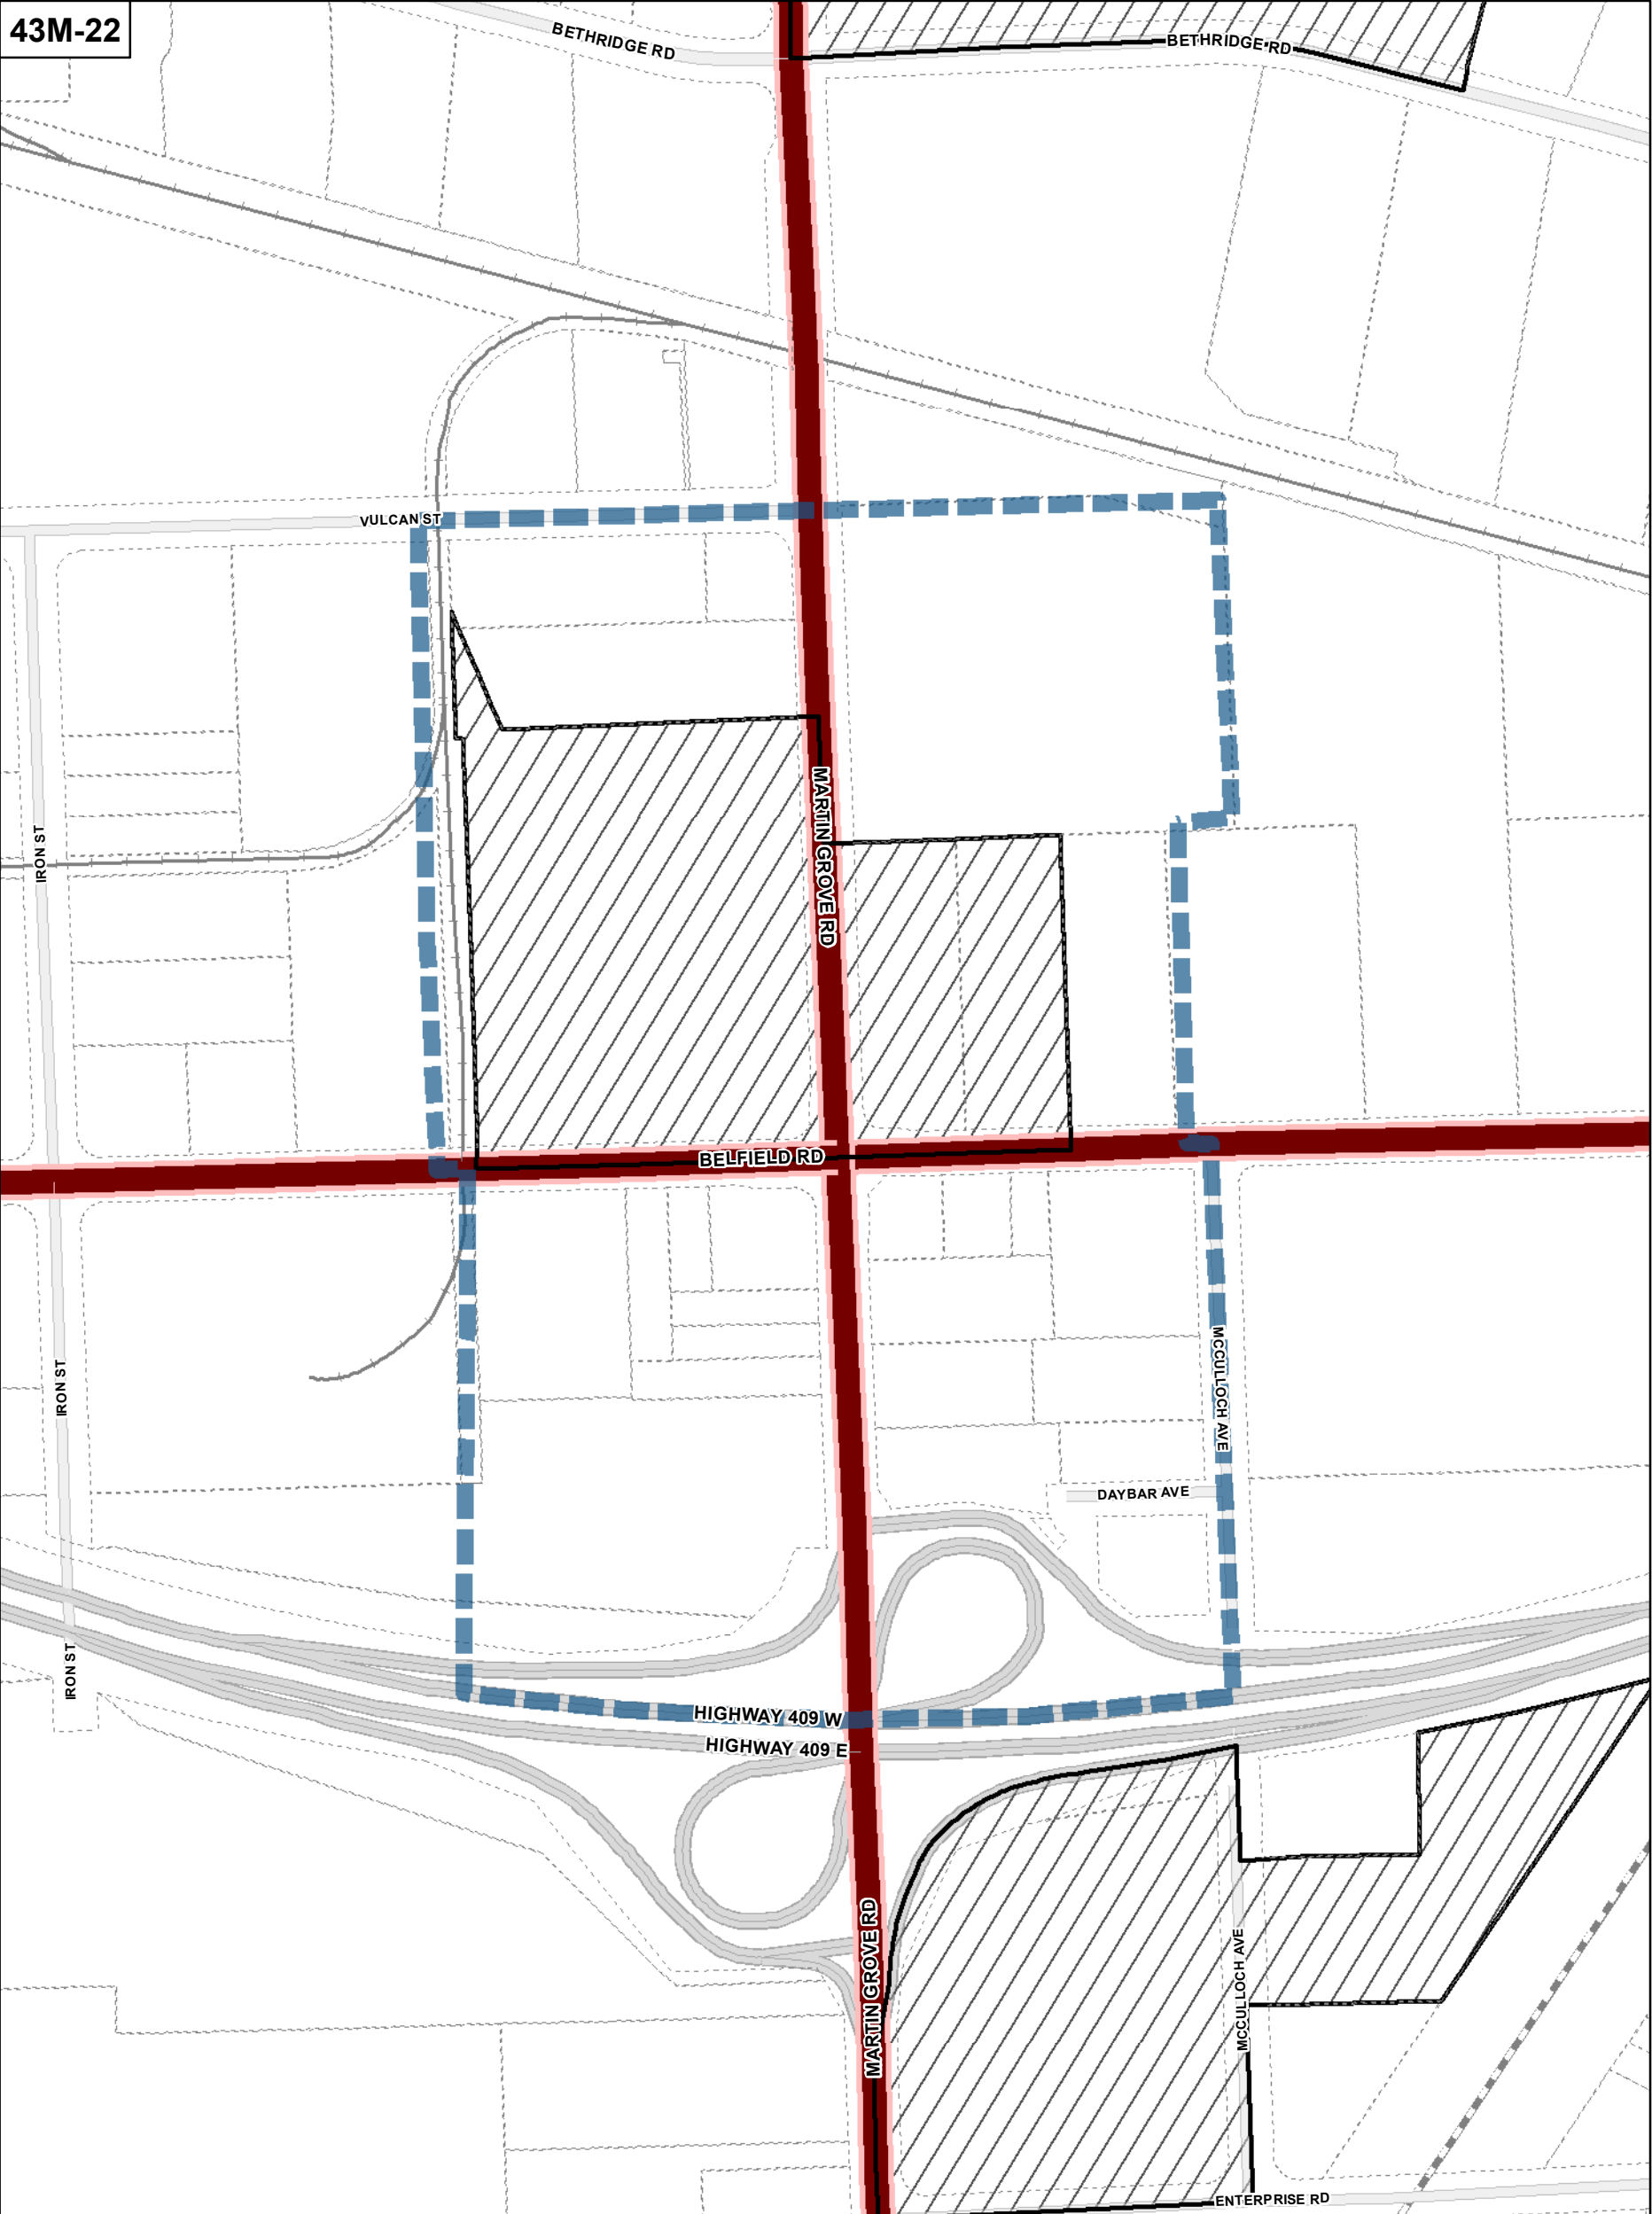 43M-22
BETHRIDGE RD
BETHRIDGE RD
VULCAN ST
MARTIN GROVE RD
IRON ST
BELFIELD RD
IRON ST
MCCULLOCH AVE
DAYBAR AVE
IRON ST
HIGHWAY 409 W
HIGHWAY 409 E
MARTIN GROVE RD
MCCULLOCH AVE
ENTERPRISE RD